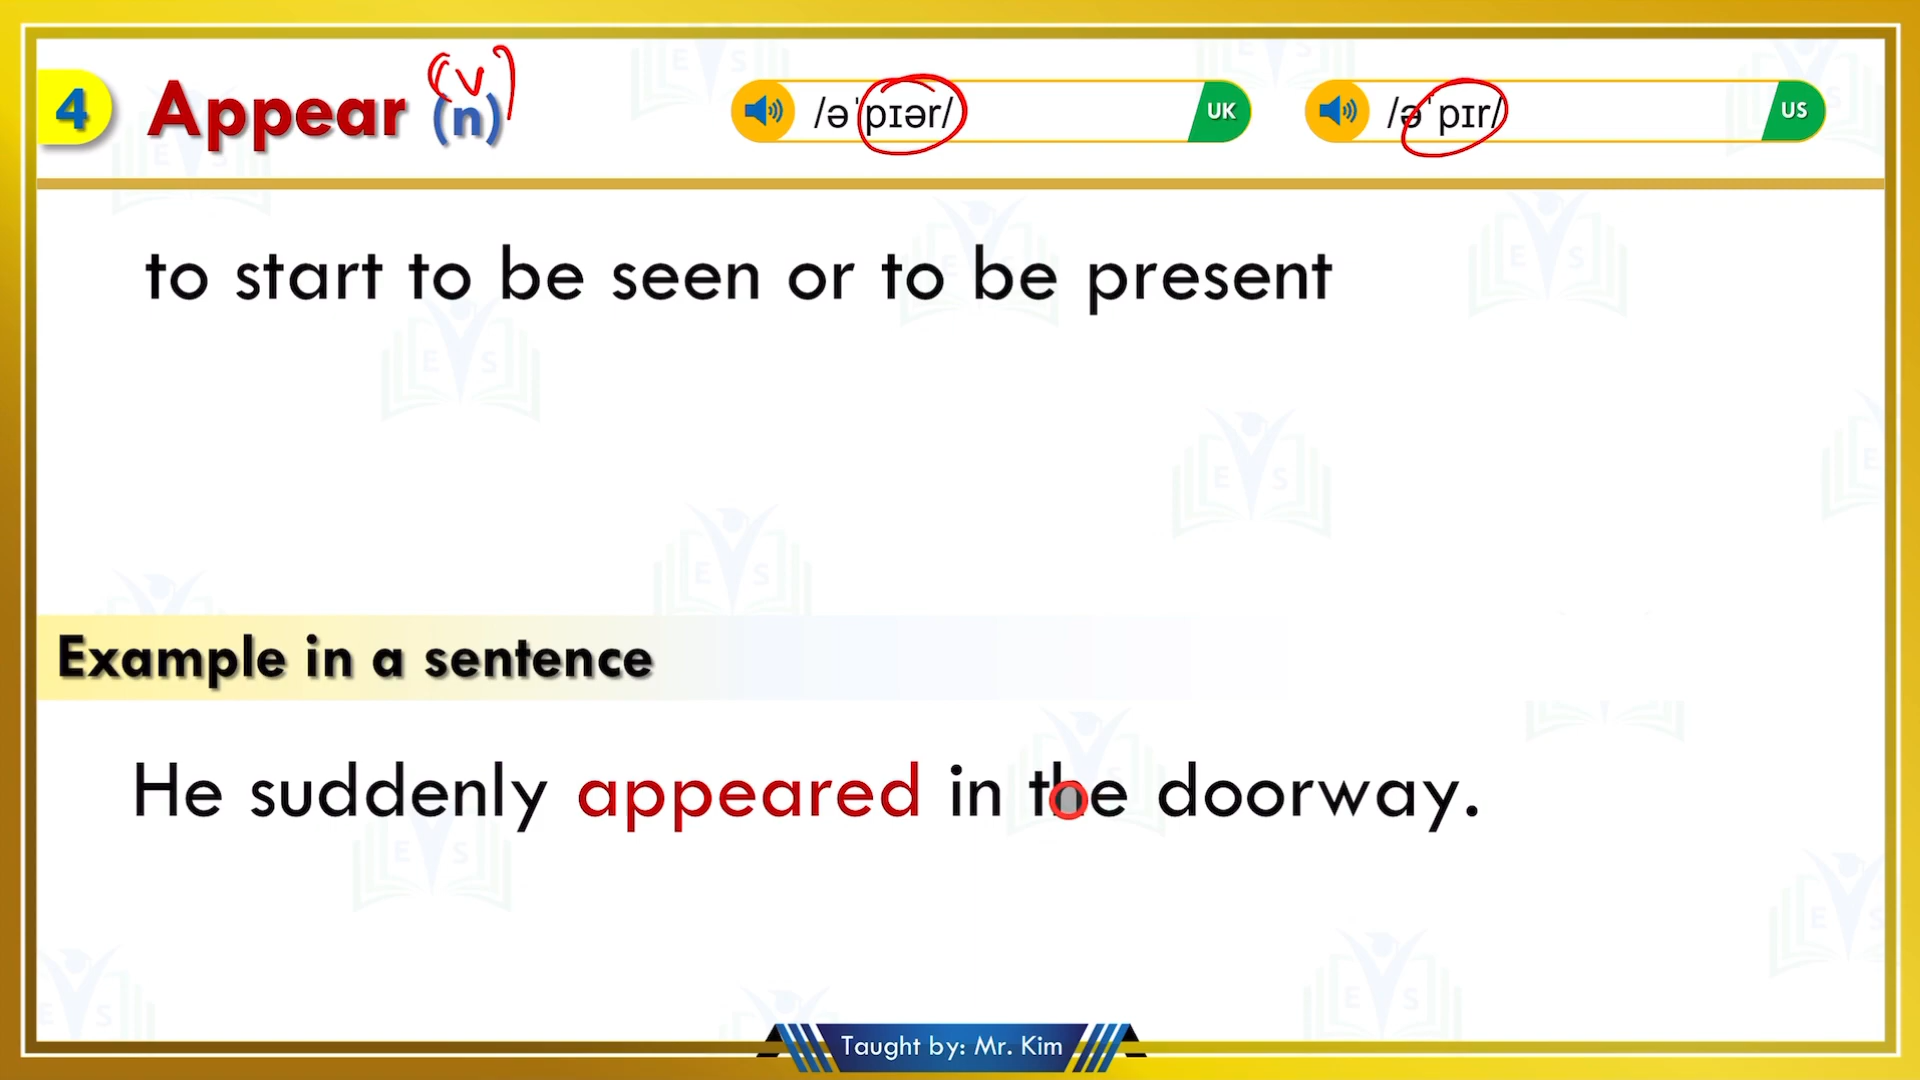 4 Appear (n) (v) /əˈpɪər/ UK /əˈpɪr/ US
to start to be seen or to be present
Example in a sentence
He suddenly appeared in the doorway.
Taught by: Mr. Kim